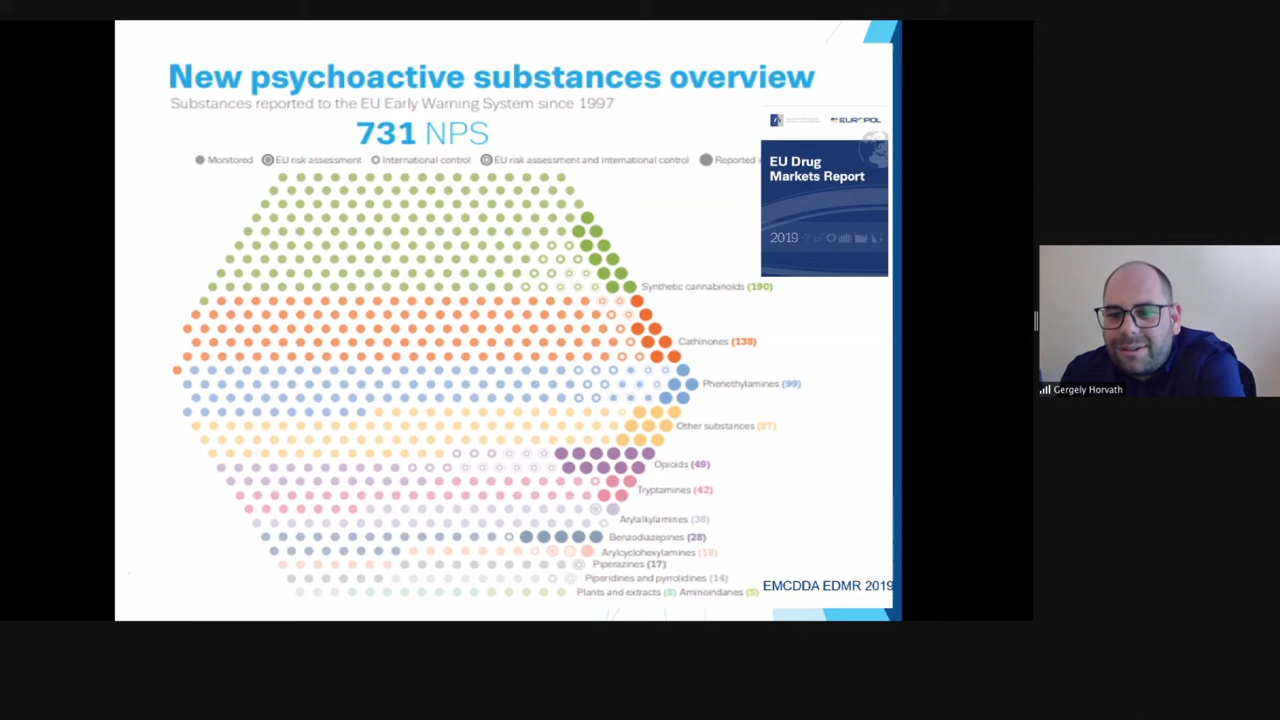 New psychoactive substances overview
Substances reported to the EU Early Warning System since 1997
731 NPS
Monitored EU risk assessment International control EU risk assessment and international control Reported i
EUROPOL
EU Drug
Markets Report
2019
Synthetic cannabinoids (190)
Cathinones (138)
Phenethylamines (99)
Other substances (87)
Opioids (49)
Tryptamines (42)
Arylalkylamines (36)
Benzodiazepines (28)
Arylcyclohexylamines (18)
Piperazines (17)
Piperidines and pyrrolidines (14)
Plants and extracts (8) Aminoindanes (5)
EMCDDA EDMR 2019
Gergely Horvath